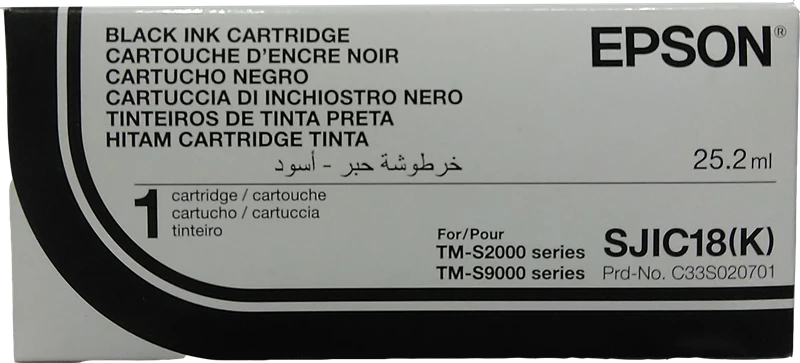 BLACK INK CARTRIDGE
CARTOUCHE D'ENCRE NOIR
CARTUCHO NEGRO
CARTUCCIA DI INCHIOSTRO NERO
TINTEIROS DE TINTA PRETA
HITAM CARTRIDGE TINTA
خرطوشة حبر - أسود
EPSON®
25.2 ml
1 cartridge / cartouche
cartucho / cartuccia
tinteiro
For/Pour
TM-S2000 series
TM-S9000 series
SJIC18(K)
Prd-No. C33S020701